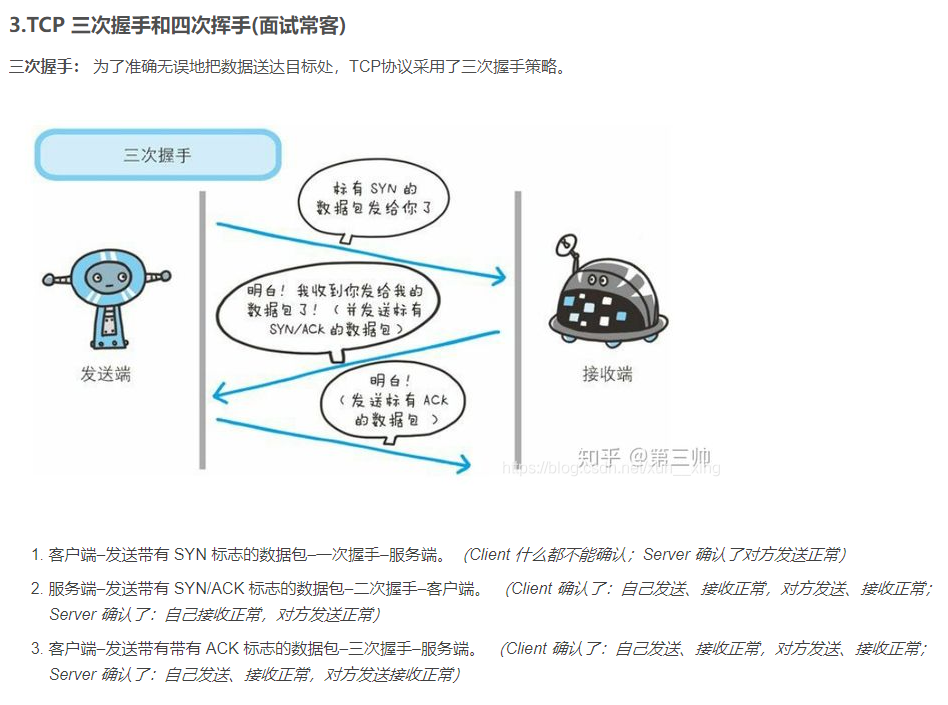 3.TCP 三次握手和四次挥手(面试常客)
三次握手： 为了准确无误地把数据送达目标处，TCP协议采用了三次握手策略。
三次握手
标有 SYN 的
数据包发给你了
明白！我收到你发给我的
数据包了！（并发送标有
SYN/ACK 的数据包）
发送端
接收端
明白！
（发送标有 ACK
的数据包 ）
知乎 @第三帅
https://blog.csdn.net/xun__xing
1. 客户端–发送带有 SYN 标志的数据包–一次握手–服务端。（Client 什么都不能确认；Server 确认了对方发送正常）
2. 服务端–发送带有 SYN/ACK 标志的数据包–二次握手–客户端。 （Client 确认了：自己发送、接收正常，对方发送、接收正常；
Server 确认了：自己接收正常，对方发送正常）
3. 客户端–发送带有带有 ACK 标志的数据包–三次握手–服务端。 （Client 确认了：自己发送、接收正常，对方发送、接收正常；
Server 确认了：自己发送、接收正常，对方发送接收正常）